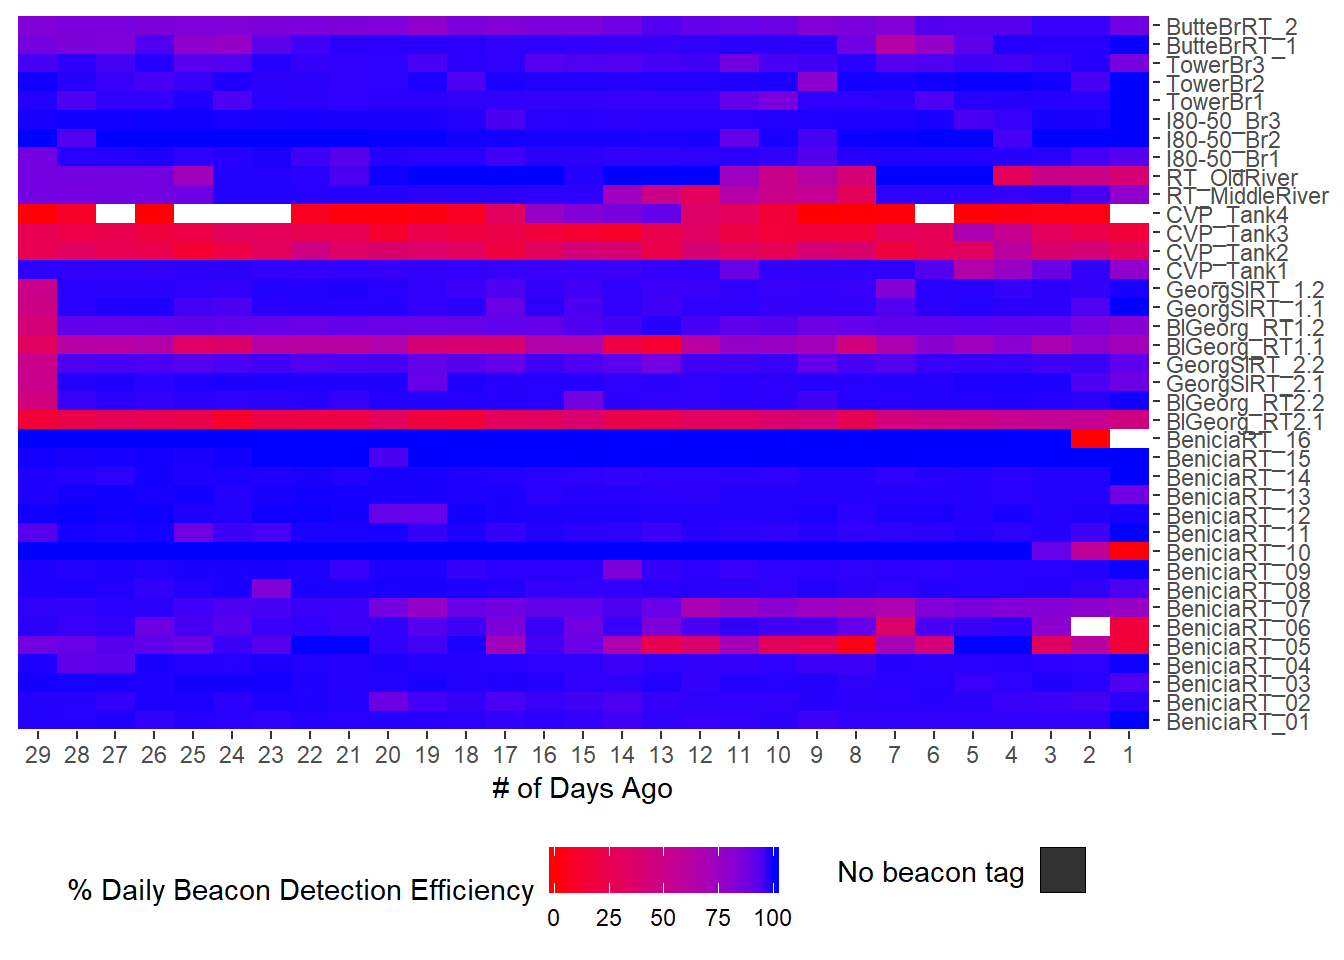 ButteBrRT_2
ButteBrRT_1
TowerBr3
TowerBr2
TowerBr1
I80-50_Br3
I80-50_Br2
I80-50_Br1
RT_OldRiver
RT_MiddleRiver
CVP_Tank4
CVP_Tank3
CVP_Tank2
CVP_Tank1
GeorgSlRT_1.2
GeorgSlRT_1.1
BlGeorg_RT1.2
BlGeorg_RT1.1
GeorgSlRT_2.2
GeorgSlRT_2.1
BlGeorg_RT2.2
BlGeorg_RT2.1
BeniciaRT_16
BeniciaRT_15
BeniciaRT_14
BeniciaRT_13
BeniciaRT_12
BeniciaRT_11
BeniciaRT_10
BeniciaRT_09
BeniciaRT_08
BeniciaRT_07
BeniciaRT_06
BeniciaRT_05
BeniciaRT_04
BeniciaRT_03
BeniciaRT_02
BeniciaRT_01
29 28 27 26 25 24 23 22 21 20 19 18 17 16 15 14 13 12 11 10 9 8 7 6 5 4 3 2 1
# of Days Ago
% Daily Beacon Detection Efficiency
0 25 50 75 100
No beacon tag